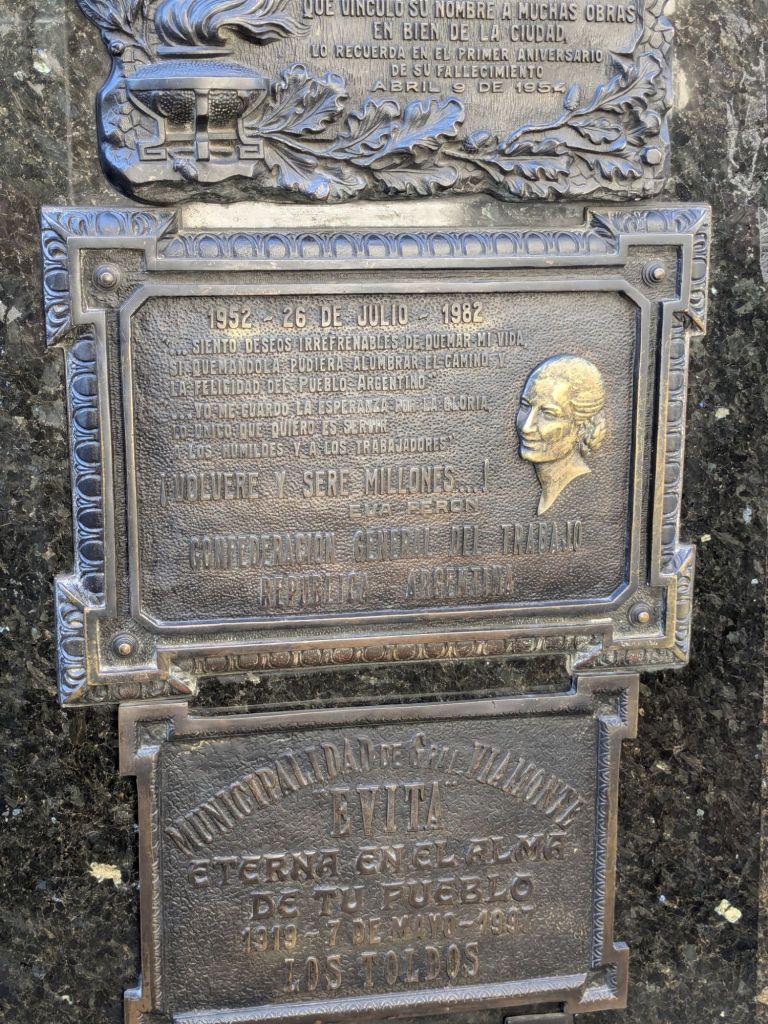 QUE VINCULO SU NOMBRE A MUCHAS OBRAS
EN BIEN DE LA CIUDAD.
LO RECUERDA EN EL PRIMER ANIVERSARIO
DE SU FALLECIMIENTO
ABRIL 9 DE 1954
1952 - 26 DE JULIO - 1982
"...SIENTO DESEOS IRREFRENABLES DE QUEMAR MI VIDA,
SI QUEMANDOLA PUDIERA ALUMBRAR EL CAMINO Y
LA FELICIDAD DEL PUEBLO ARGENTINO"
"...YO ME GUARDO LA ESPERANZA POR LA GLORIA,
LO UNICO QUE QUIERO ES SERVIR
A LOS HUMILDES Y A LOS TRABAJADORES"
¡VOLVERE Y SERE MILLONES...!
EVA PERON
CONFEDERACION GENERAL DEL TRABAJO
REPUBLICA ARGENTINA
MUNICIPALIDAD DE GRAL. VIAMONTE
"EVITA"
ETERNA EN EL ALMA
DE TU PUEBLO
1919 - 7 DE MAYO - 1997
LOS TOLDOS